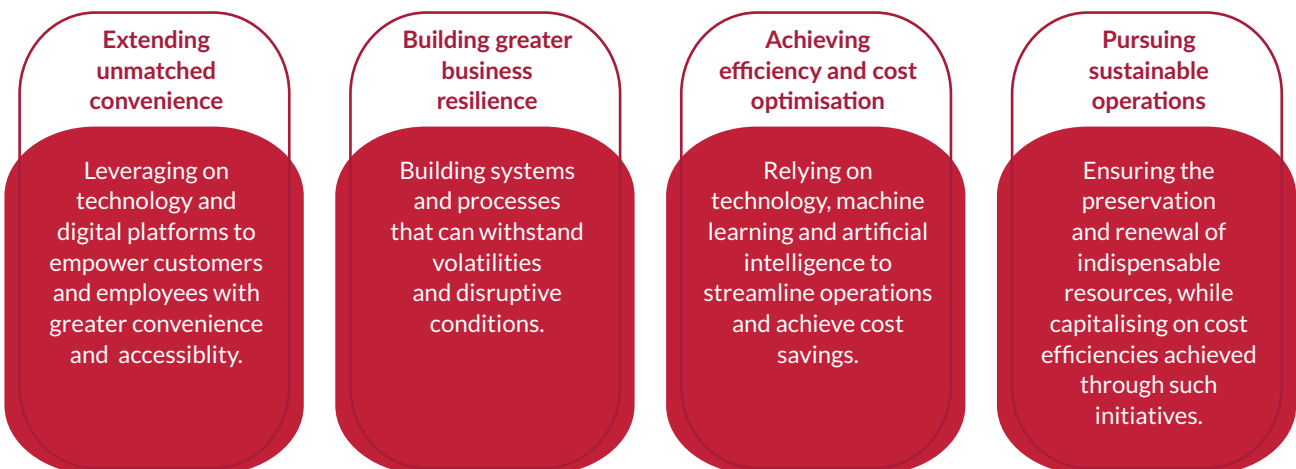 Extending
unmatched
convenience
Leveraging on
technology and
digital platforms to
empower customers
and employees with
greater convenience
and accessiblity.
Building greater
business
resilience
Building systems
and processes
that can withstand
volatilities
and disruptive
conditions.
Achieving
efficiency and cost
optimisation
Relying on
technology, machine
learning and artificial
intelligence to
streamline operations
and achieve cost
savings.
Pursuing
sustainable
operations
Ensuring the
preservation
and renewal of
indispensable
resources, while
capitalising on cost
efficiencies achieved
through such
initiatives.